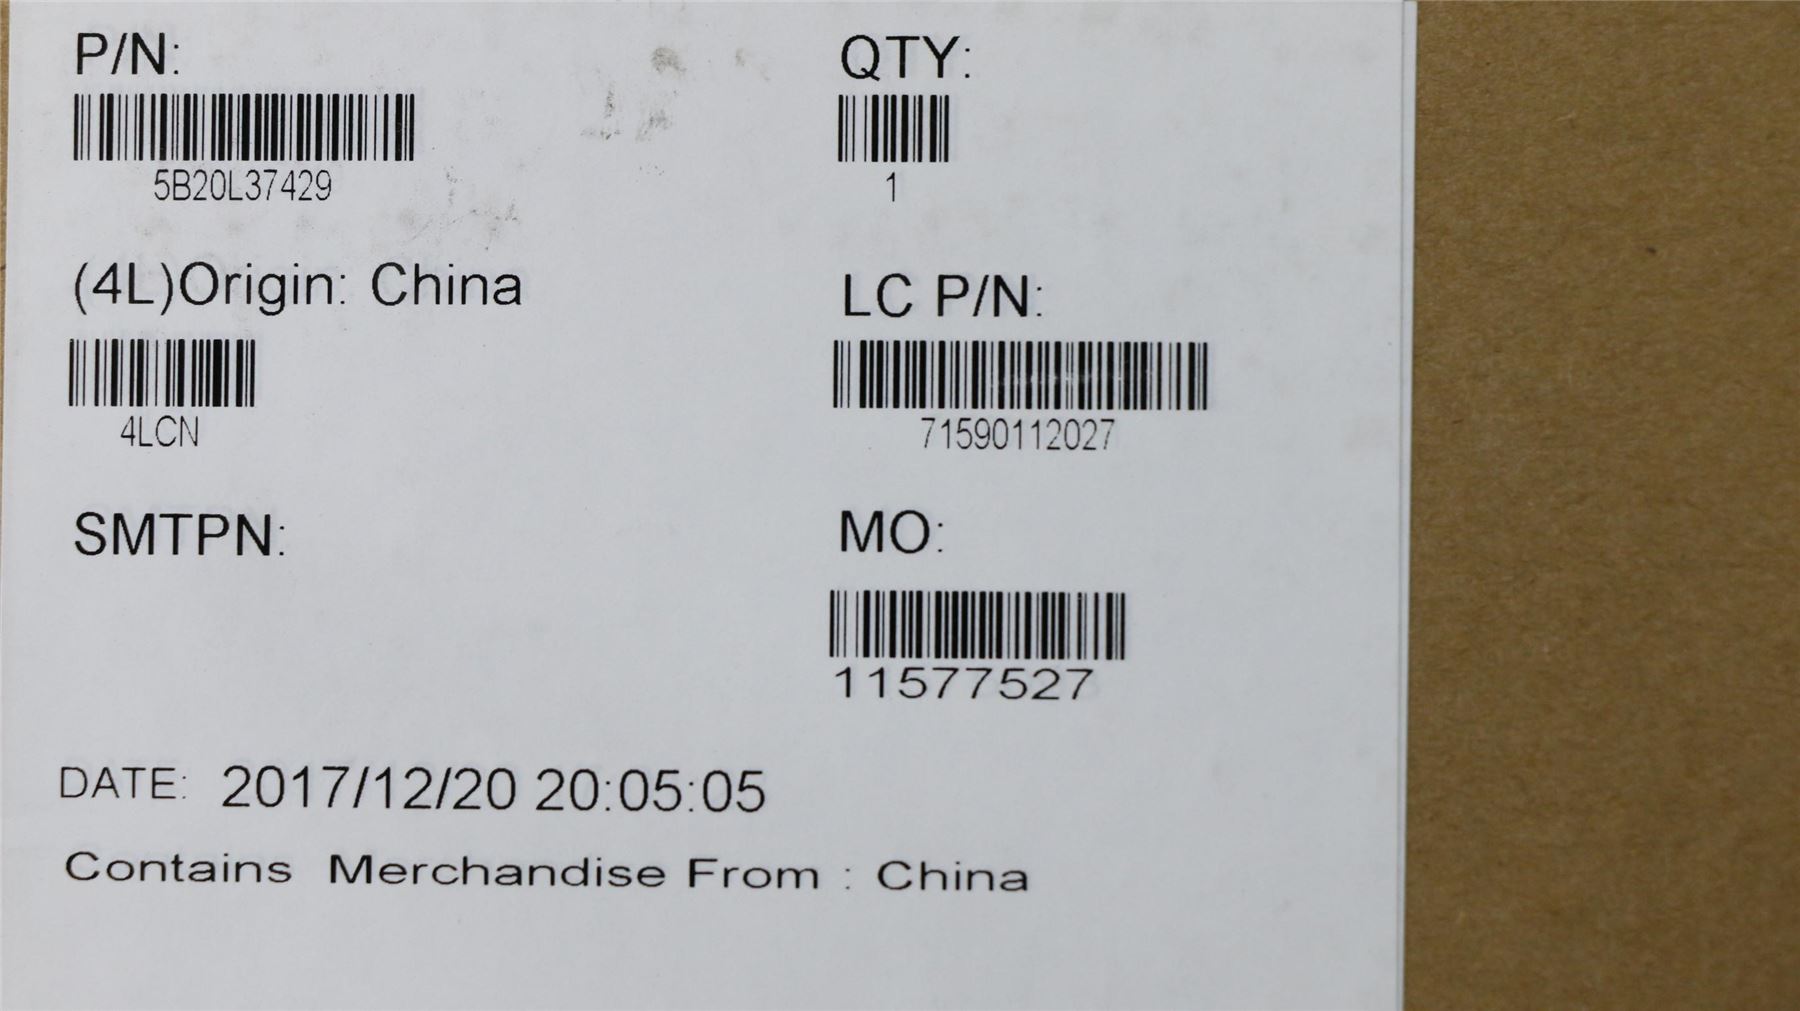 P/N:
5B20L37429
QTY:
1
(4L)Origin: China
4LCN
LC P/N:
71590112027
SMTPN:
MO:
11577527
DATE: 2017/12/20 20:05:05
Contains Merchandise From : China